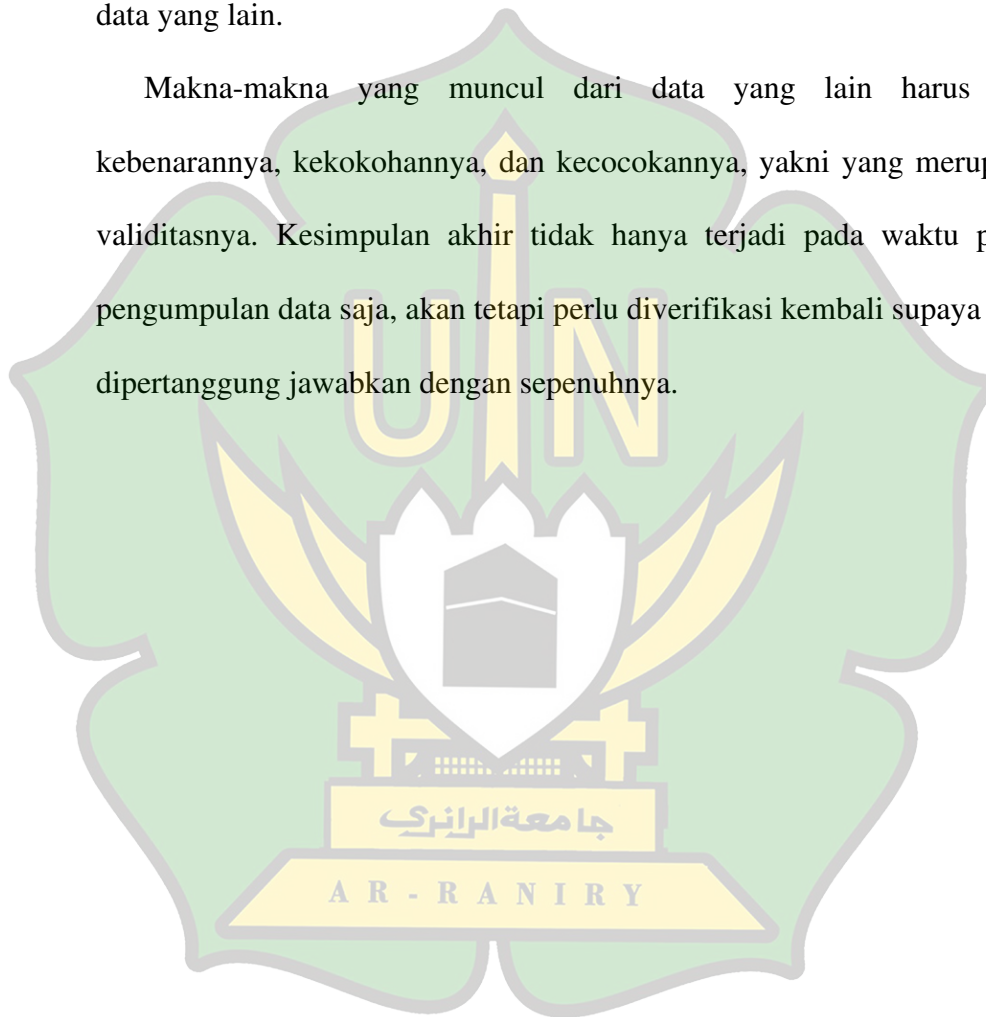 data yang lain.
Makna-makna yang muncul dari data yang lain harus
kebenarannya, kekokohannya, dan kecocokannya, yakni yang
validitasnya. Kesimpulan akhir tidak hanya terjadi pada waktu
pengumpulan data saja, akan tetapi perlu diverifikasi kembali supaya
dipertanggung jawabkan dengan sepenuhnya.
UIN
جامعة الرانري
AR-RANIRY